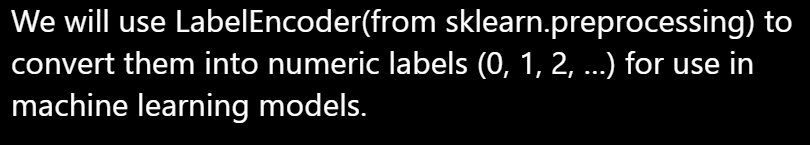 We will use LabelEncoder(from sklearn.preprocessing) to
convert them into numeric labels (0, 1, 2, ...) for use in
machine learning models.